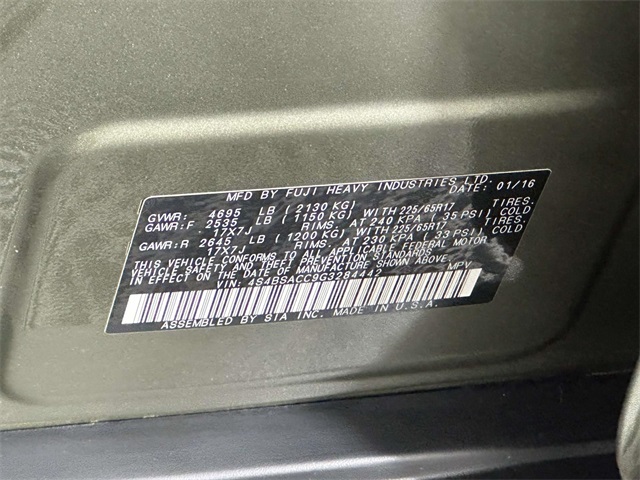 MFD BY FUJI HEAVY INDUSTRIES LTD.
DATE: 01/16
GVWR: 4695 LB (2130 KG)
GAWR:F 2535 LB (1150 KG) WITH 225/65R17 TIRES.
17X7J RIMS. AT 240 KPA (35 PSI) COLD
GAWR:R 2645 LB (1200 KG) WITH 225/65R17 TIRES.
17X7J RIMS. AT 230 KPA (33 PSI) COLD
THIS VEHICLE CONFORMS TO ALL APPLICABLE FEDERAL MOTOR
VEHICLE SAFETY AND THEFT PREVENTION STANDARDS
IN EFFECT ON THE DATE OF MANUFACTURE SHOWN ABOVE.
VIN: 4S4BSACC9G3284442 MPV
ASSEMBLED BY SIA INC. MADE IN U.S.A.